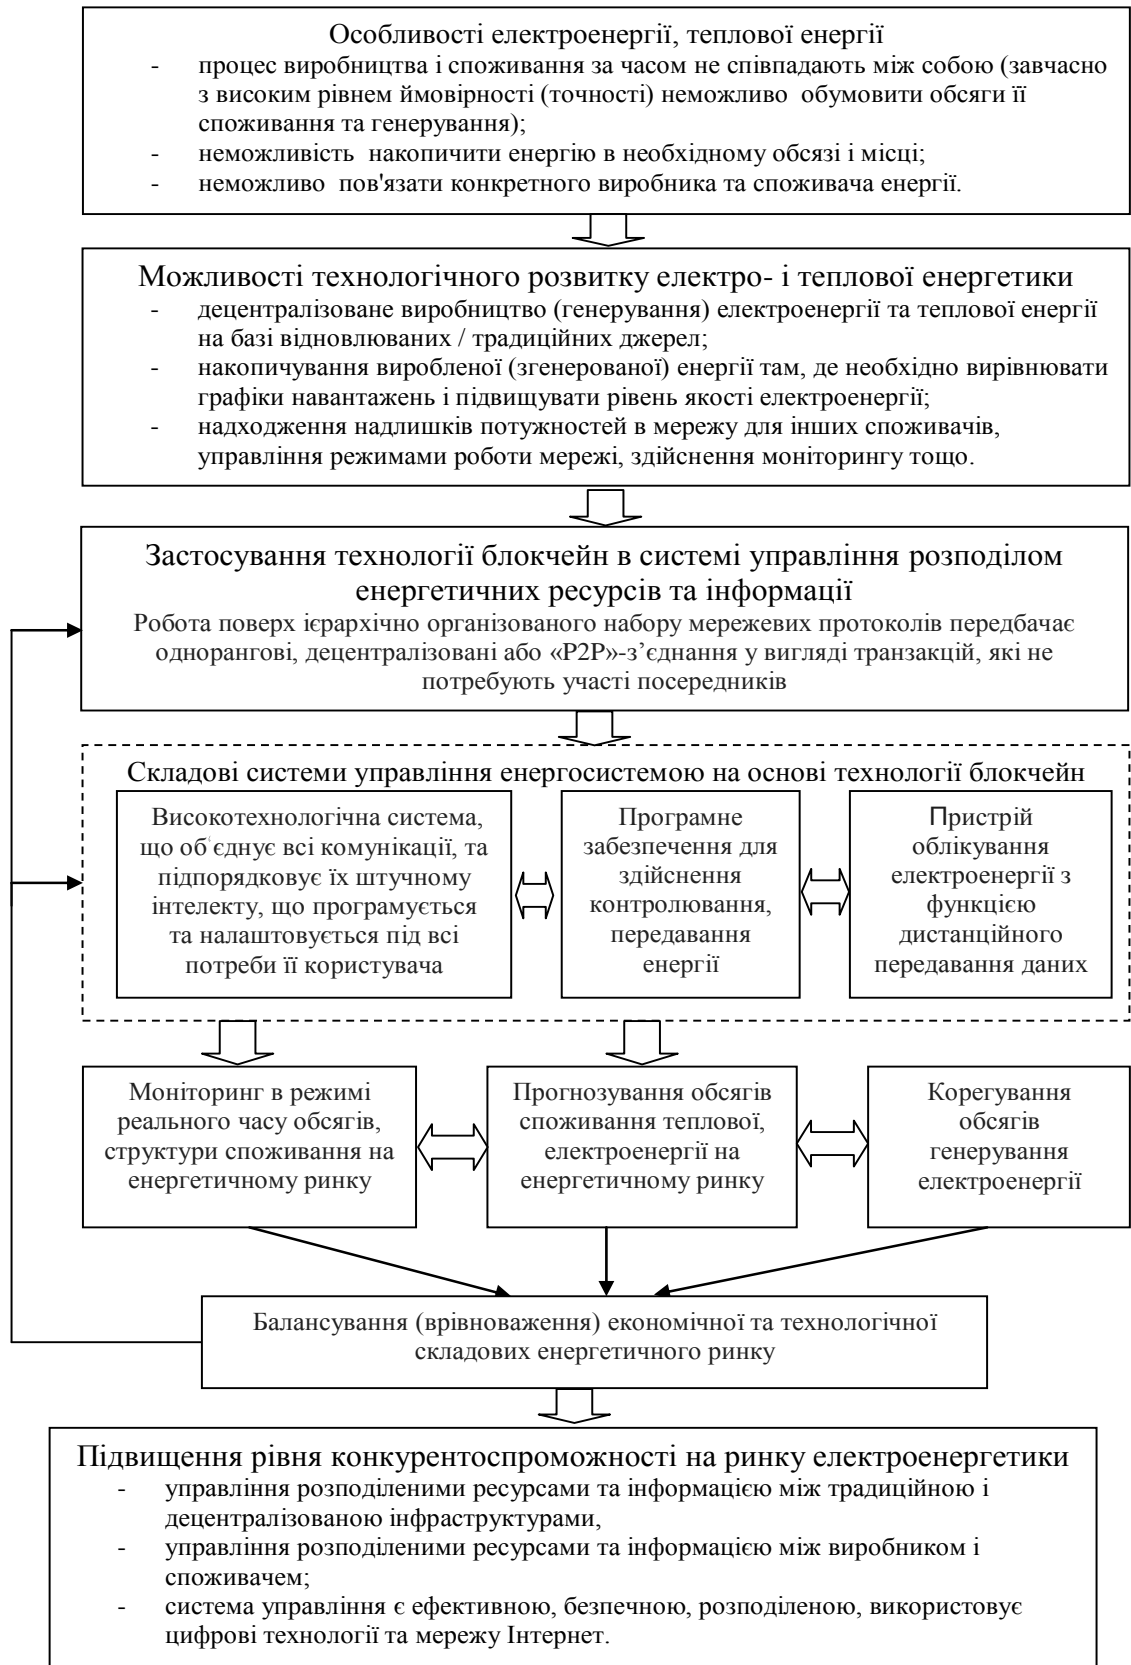 Особливості електроенергії, теплової енергії
- процес виробництва і споживання за часом не співпадають між собою (завчасно
з високим рівнем ймовірності (точності) неможливо обумовити обсяги її
споживання та генерування);
- неможливість накопичити енергію в необхідному обсязі і місці;
- неможливо пов'язати конкретного виробника та споживача енергії.
Можливості технологічного розвитку електро- і теплової енергетики
- децентралізоване виробництво (генерування) електроенергії та теплової енергії
на базі відновлюваних / традиційних джерел;
- накопичування виробленої (згенерованої) енергії там, де необхідно вирівнювати
графіки навантажень і підвищувати рівень якості електроенергії;
- надходження надлишків потужностей в мережу для інших споживачів,
управління режимами роботи мережі, здійснення моніторингу тощо.
Застосування технології блокчейн в системі управління розподілом
енергетичних ресурсів та інформації
Робота поверх ієрархічно організованого набору мережевих протоколів передбачає
однорангові, децентралізовані або «P2P»-з’єднання у вигляді транзакцій, які не
потребують участі посередників
Складові системи управління енергосистемою на основі технології блокчейн
Високотехнологічна система,
що об'єднує всі комунікації, та
підпорядковує їх штучному
інтелекту, що програмується
та налаштовується під всі
потреби її користувача
Програмне
забезпечення для
здійснення
контролювання,
передавання
енергії
Пристрій
облікування
електроенергії з
функцією
дистанційного
передавання даних
Моніторинг в режимі
реального часу обсягів,
структури споживання на
енергетичному ринку
Прогнозування обсягів
споживання теплової,
електроенергії на
енергетичному ринку
Корегування
обсягів
генерування
електроенергії
Балансування (врівноваження) економічної та технологічної
складових енергетичного ринку
Підвищення рівня конкурентоспроможності на ринку електроенергетики
- управління розподіленими ресурсами та інформацією між традиційною і
децентралізованою інфраструктурами,
- управління розподіленими ресурсами та інформацією між виробником і
споживачем;
- система управління є ефективною, безпечною, розподіленою, використовує
цифрові технології та мережу Інтернет.